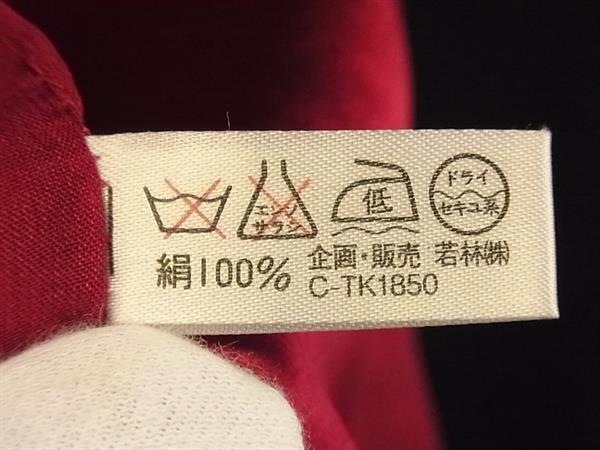 エンソ
サラシ
低
ドライ
セキユ系
絹100%
企画・販売 若林㈱
C-TK1850